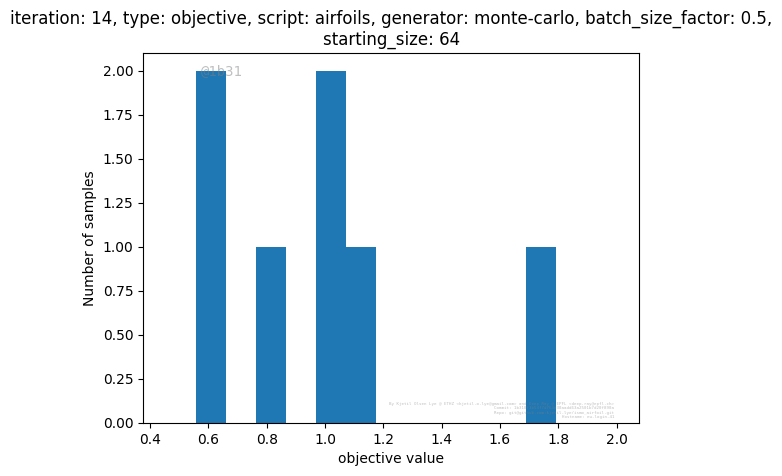 iteration: 14, type: objective, script: airfoils, generator: monte-carlo, batch_size_factor: 0.5,
starting_size: 64
@1b31
2.00
1.75
1.50
1.25
1.00
0.75
0.50
0.25
0.00
Number of samples
0.4 0.6 0.8 1.0 1.2 1.4 1.6 1.8 2.0
objective value